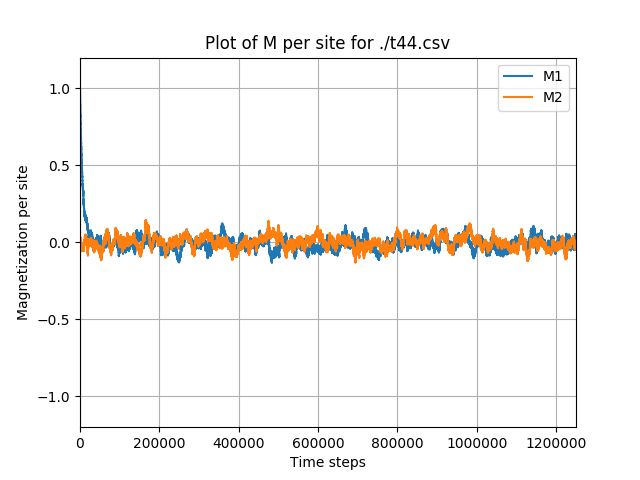 Plot of M per site for ./t44.csv
M1
M2
Magnetization per site
1.0
0.5
0.0
−0.5
−1.0
0 200000 400000 600000 800000 1000000 1200000
Time steps